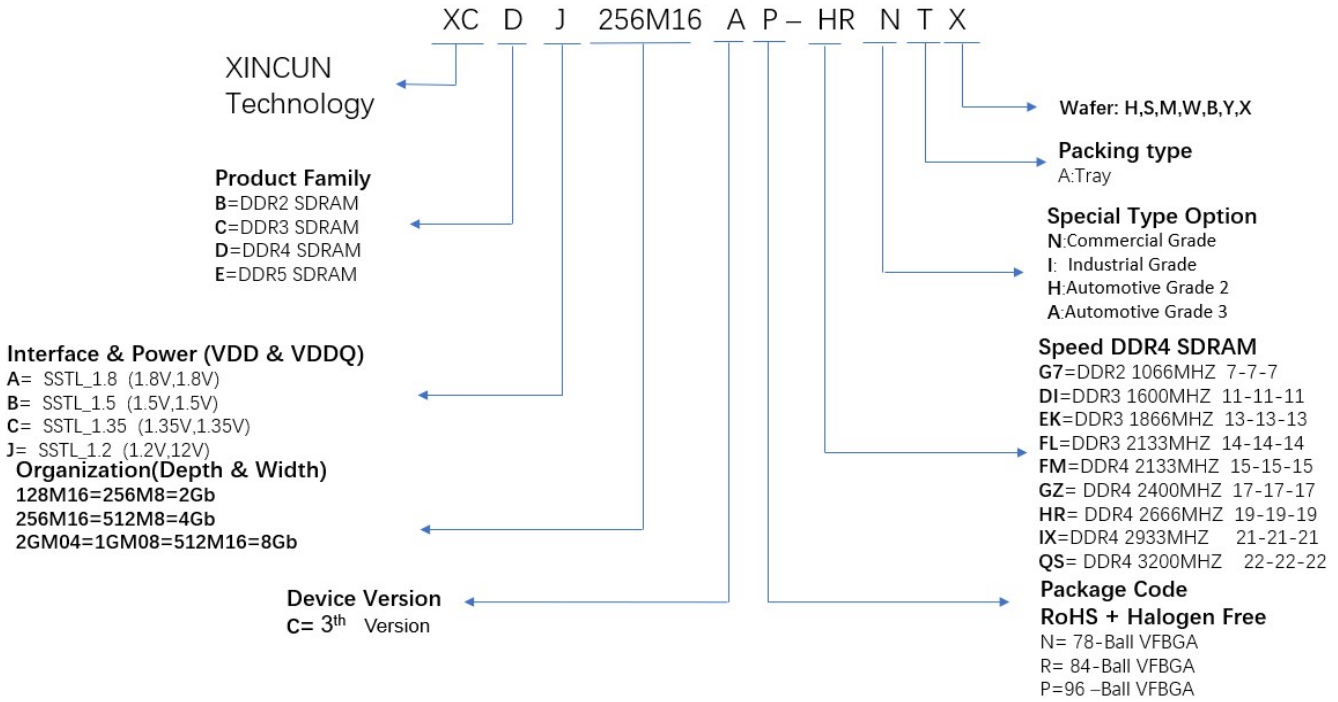 XC D J 256M16 A P – HR N T X
XINCUN
Technology
Product Family
B=DDR2 SDRAM
C=DDR3 SDRAM
D=DDR4 SDRAM
E=DDR5 SDRAM
Interface & Power (VDD & VDDQ)
A= SSTL_1.8 (1.8V,1.8V)
B= SSTL_1.5 (1.5V,1.5V)
C= SSTL_1.35 (1.35V,1.35V)
J= SSTL_1.2 (1.2V,12V)
Organization(Depth & Width)
128M16=256M8=2Gb
256M16=512M8=4Gb
2GM04=1GM08=512M16=8Gb
Device Version
C= 3th Version
Wafer: H,S,M,W,B,Y,X
Packing type
A:Tray
Special Type Option
N:Commercial Grade
I: Industrial Grade
H:Automotive Grade 2
A:Automotive Grade 3
Speed DDR4 SDRAM
G7=DDR2 1066MHZ 7-7-7
DI=DDR3 1600MHZ 11-11-11
EK=DDR3 1866MHZ 13-13-13
FL=DDR3 2133MHZ 14-14-14
FM=DDR4 2133MHZ 15-15-15
GZ= DDR4 2400MHZ 17-17-17
HR= DDR4 2666MHZ 19-19-19
IX=DDR4 2933MHZ 21-21-21
QS= DDR4 3200MHZ 22-22-22
Package Code
RoHS + Halogen Free
N= 78-Ball VFBGA
R= 84-Ball VFBGA
P=96 –Ball VFBGA